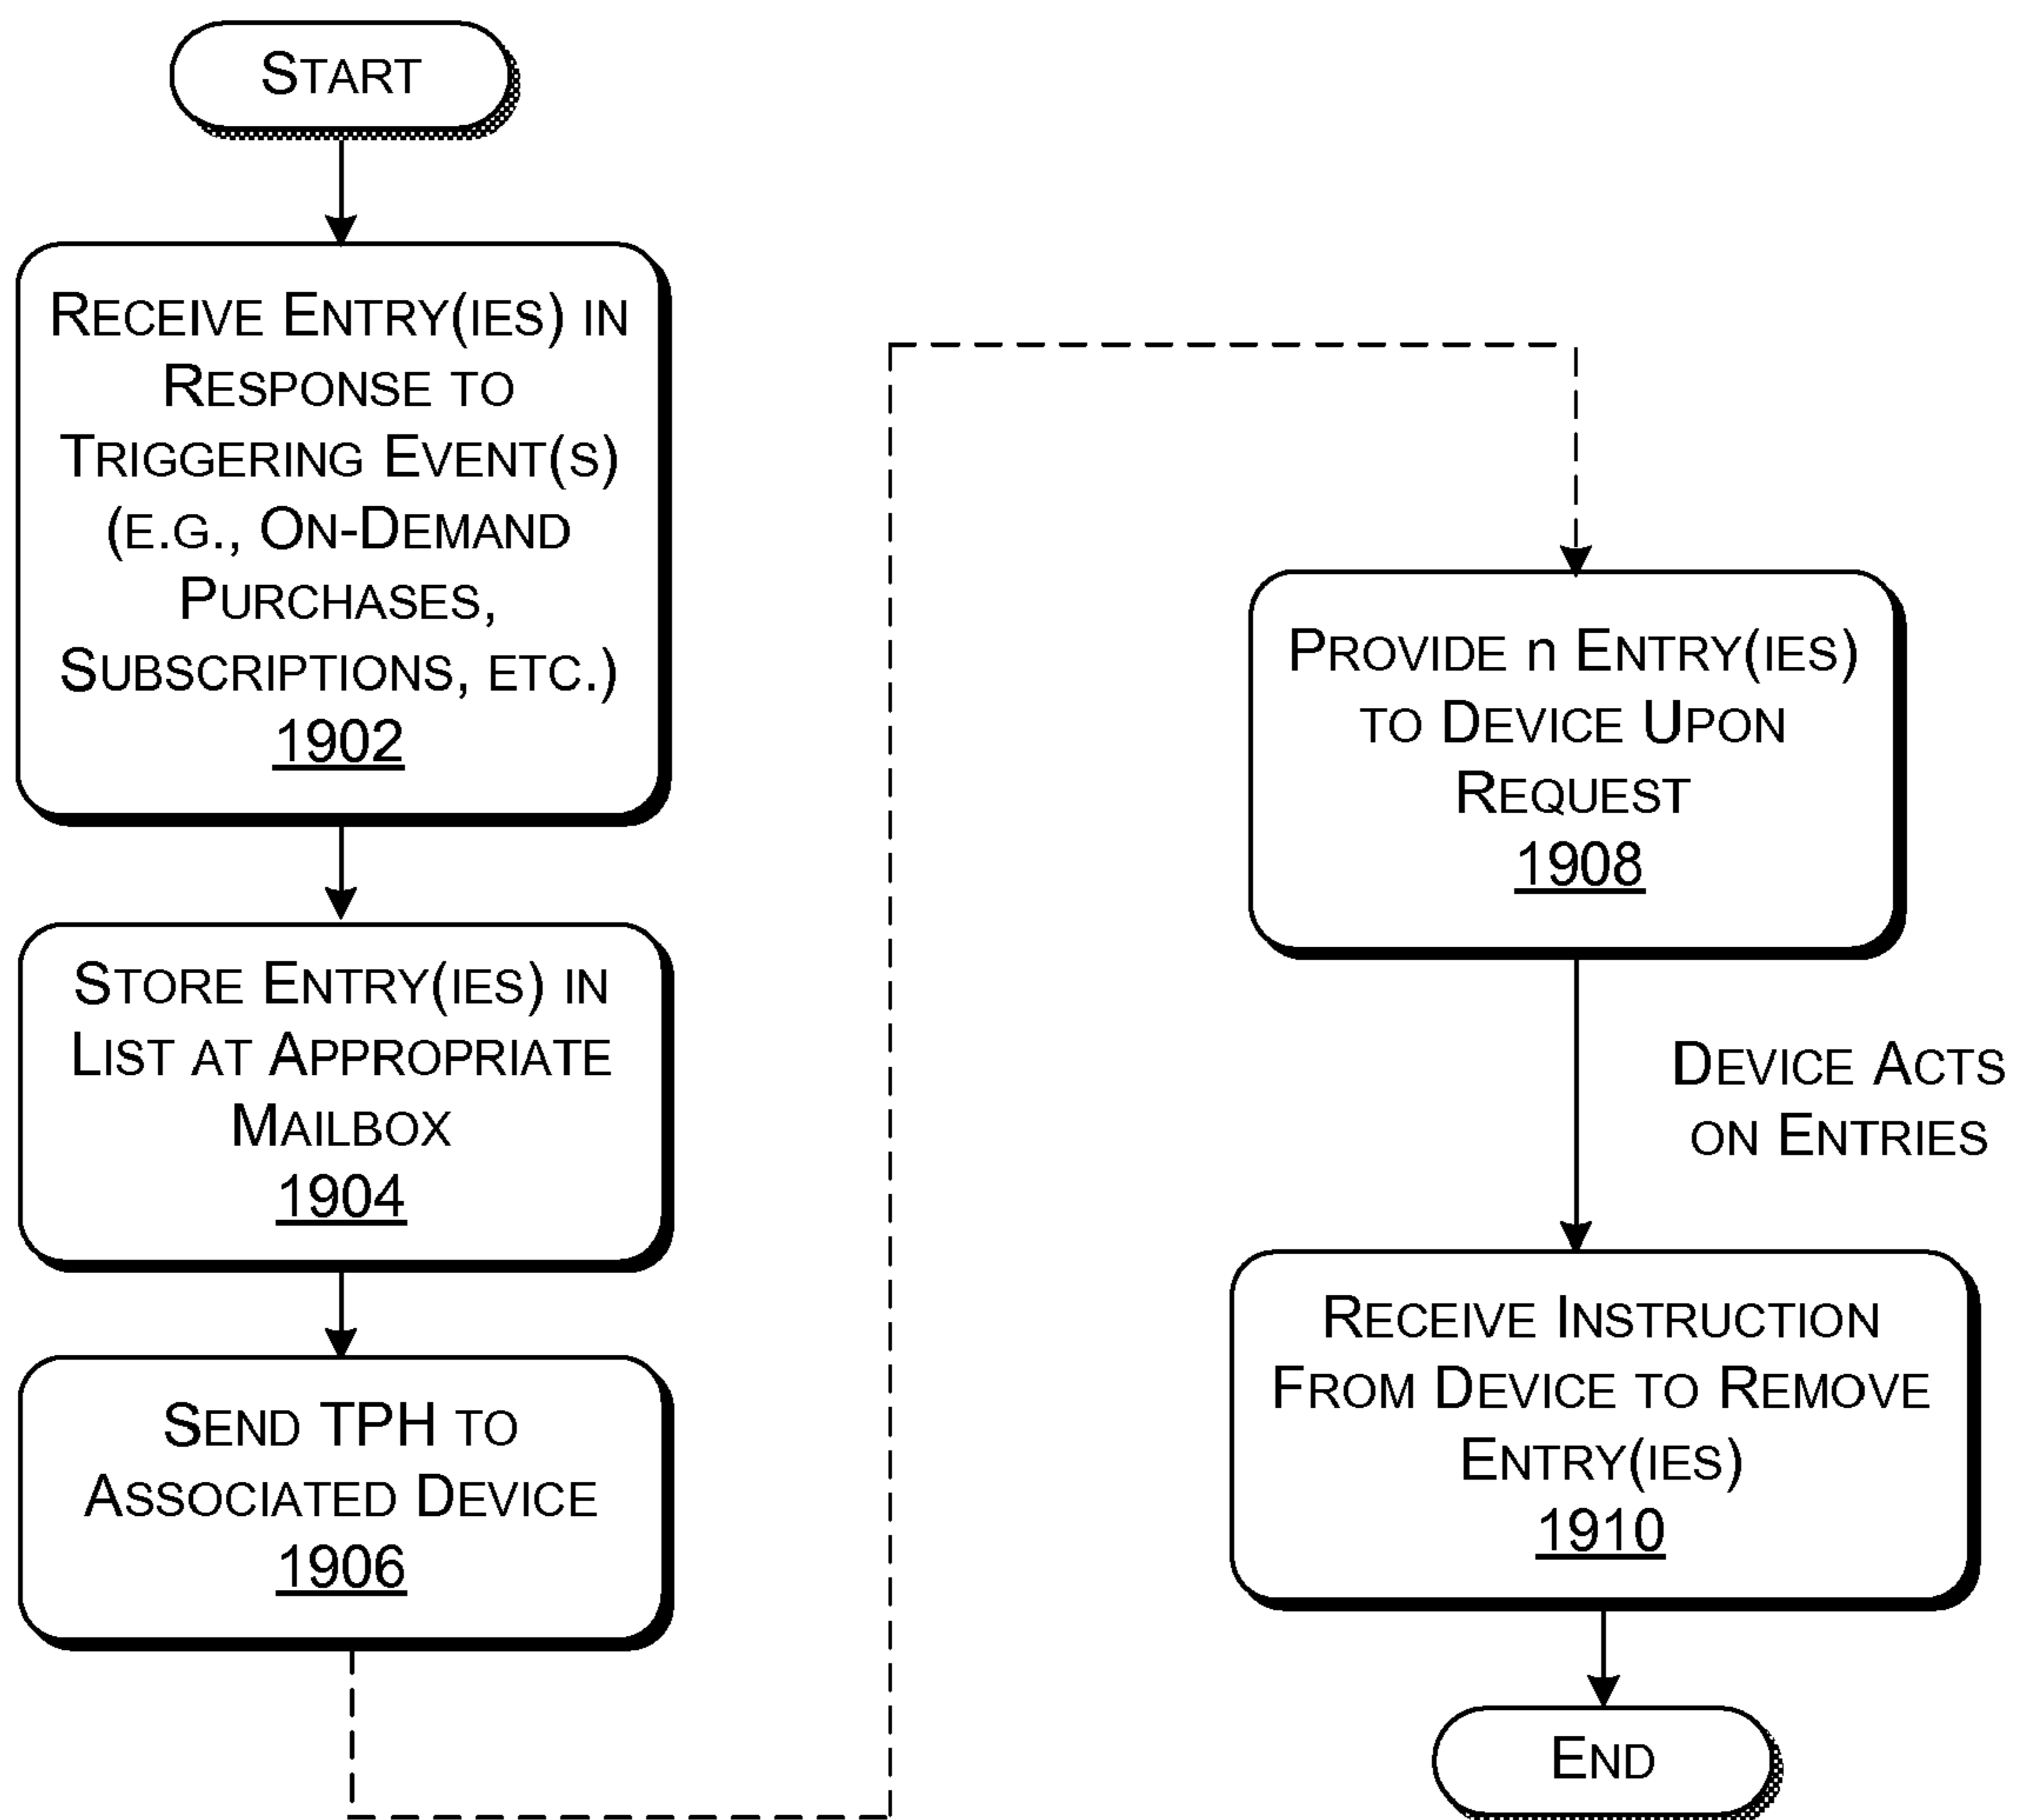 START
RECEIVE ENTRY(IES) IN
RESPONSE TO
TRIGGERING EVENT(S)
(E.G., ON-DEMAND
PURCHASES,
SUBSCRIPTIONS, ETC.)
1902
STORE ENTRY(IES) IN
LIST AT APPROPRIATE
MAILBOX
1904
SEND TPH TO
ASSOCIATED DEVICE
1906
PROVIDE n ENTRY(IES)
TO DEVICE UPON
REQUEST
1908
DEVICE ACTS
ON ENTRIES
RECEIVE INSTRUCTION
FROM DEVICE TO REMOVE
ENTRY(IES)
1910
END